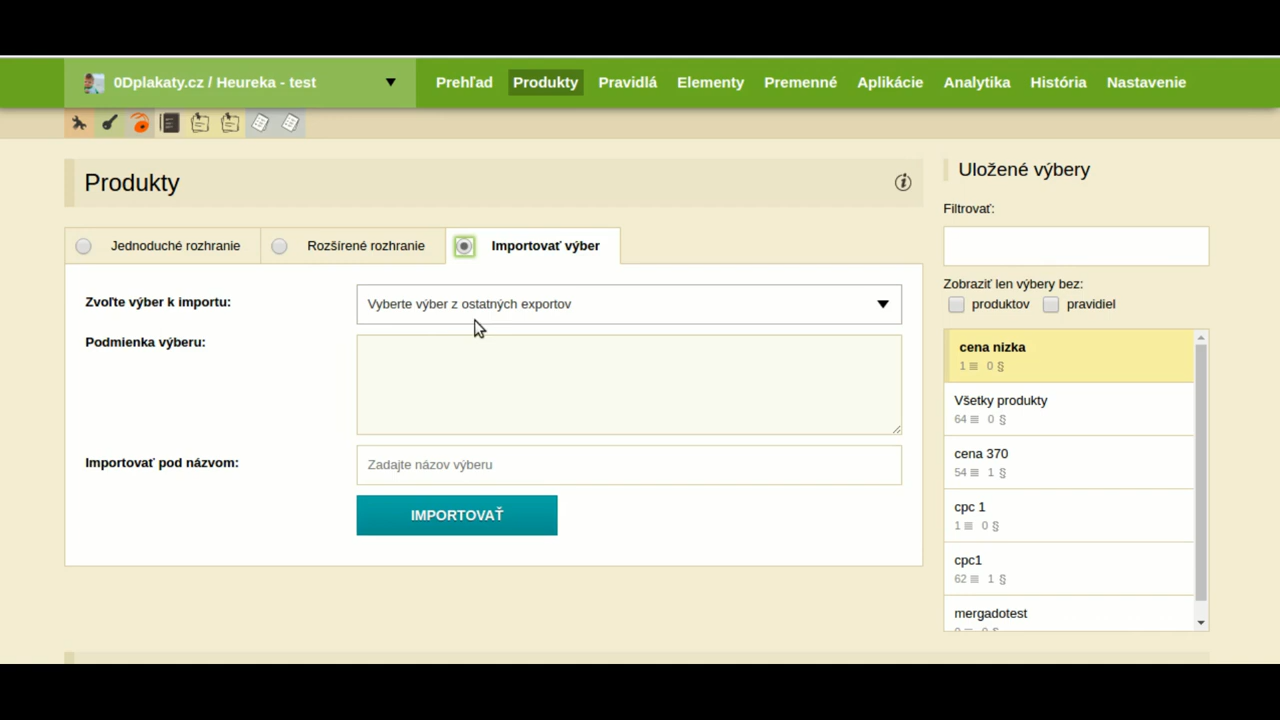 0Dplakaty.cz / Heureka - test
Prehľad Produkty Pravidlá Elementy Premenné Aplikácie Analytika História Nastavenie
Produkty
Jednoduché rozhranie Rozšírené rozhranie Importovať výber
Zvoľte výber k importu: Vyberte výber z ostatných exportov
Podmienka výberu:
Importovať pod názvom: Zadajte názov výberu
IMPORTOVAŤ
Uložené výbery
Filtrovať:
Zobraziť len výbery bez:
produktov pravidiel
cena nizka
1 0 §
Všetky produkty
64 0 §
cena 370
54 1 §
cpc 1
1 0 §
cpc1
62 1 §
mergadotest